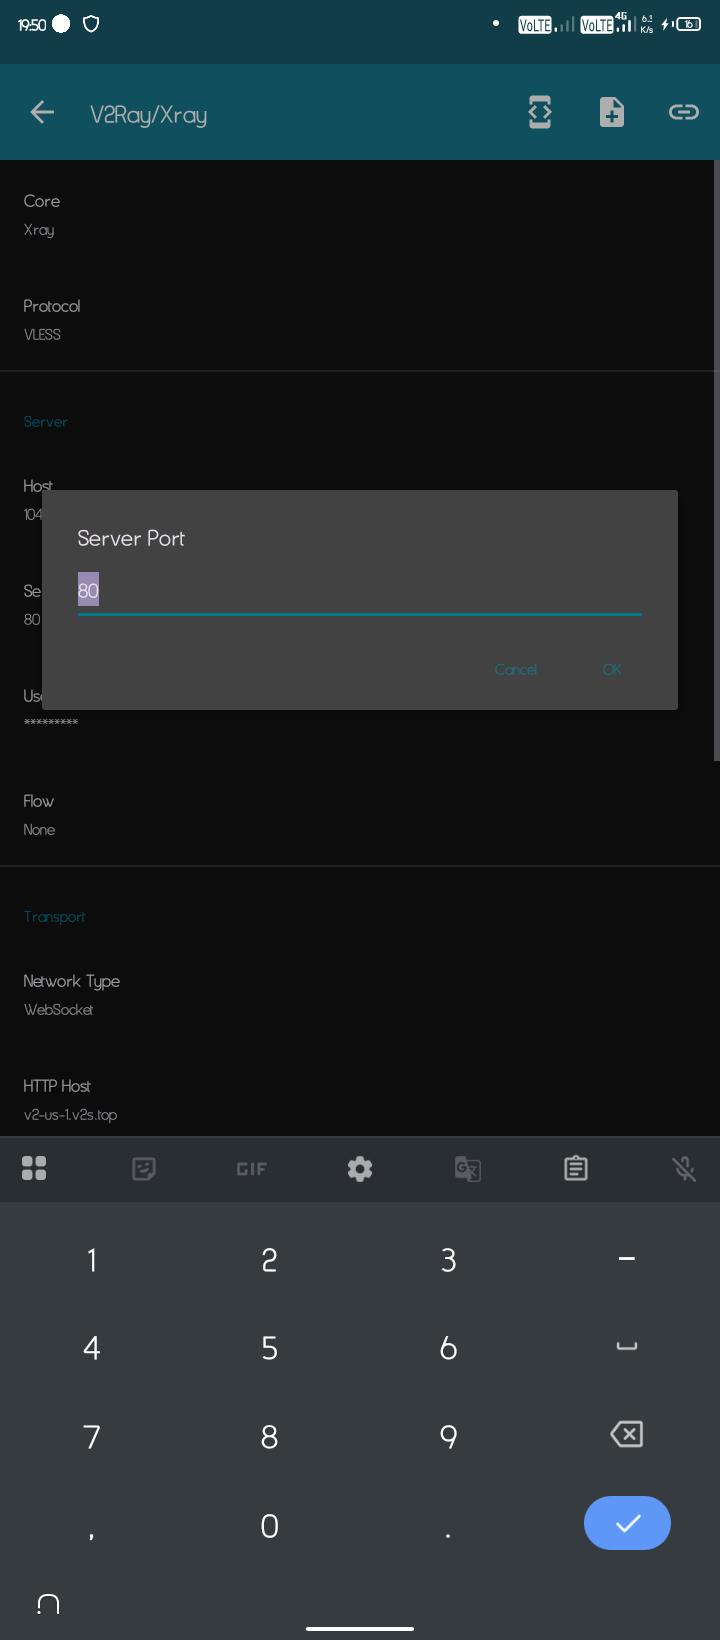 19:50
VoLTE VoLTE 4G K/s 16
V2Ray/Xray
Core
Xray
Protocol
VLESS
Server
Host
104
Server Port
80
Se
80
Cancel OK
Use
*********
Flow
None
Transport
Network Type
WebSocket
HTTP Host
v2-us-1.v2s.top
GIF
1 2 3 –
4 5 6
7 8 9
, 0 .